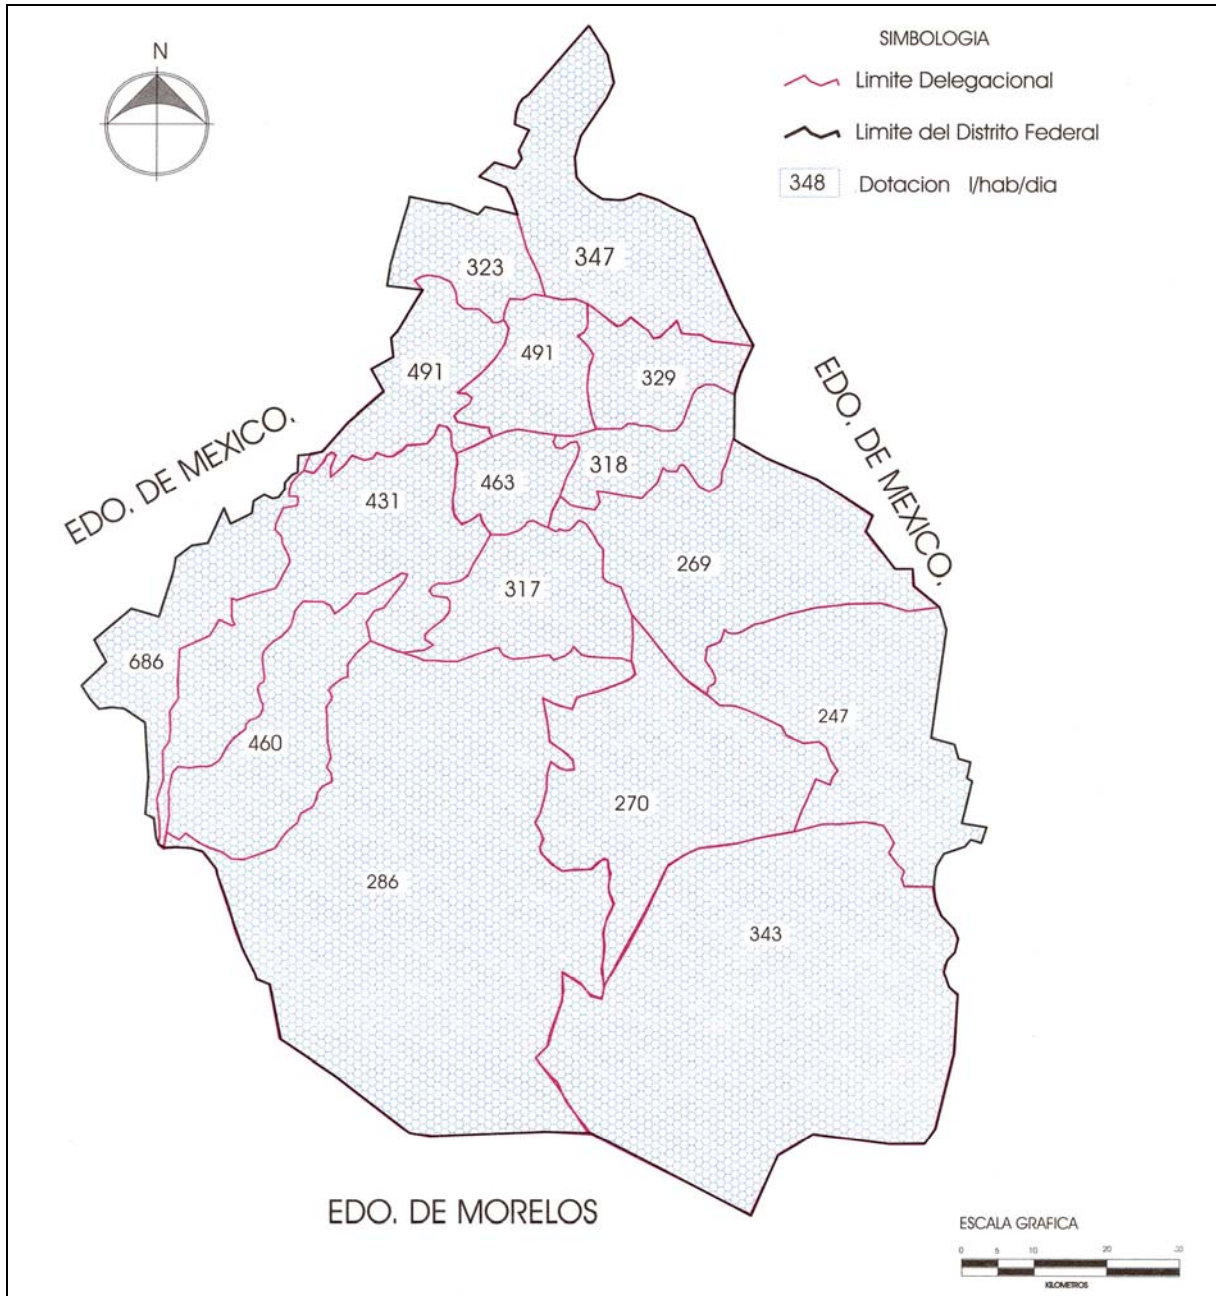 N
SIMBOLOGIA
Limite Delegacional
Limite del Distrito Federal
348 Dotacion l/hab/dia
347
323
491
491
329
EDO. DE MEXICO.
EDO. DE MEXICO.
318
463
431
269
317
686
247
460
270
286
343
EDO. DE MORELOS
ESCALA GRAFICA
0 5 10 20 30
KILOMETROS